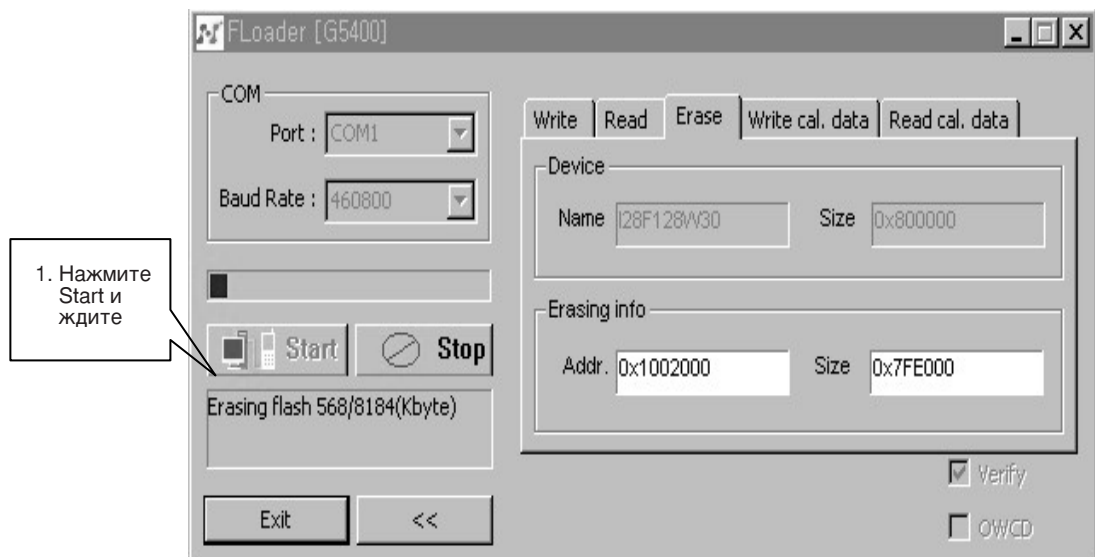 FLoader [G5400]
COM
Port : COM1
Baud Rate : 460800
1. Нажмите
Start и
ждите
Start
Stop
Erasing flash 568/8184(Kbyte)
Exit
<<
Write
Read
Erase
Write cal. data
Read cal. data
Device
Name I28F128W30
Size 0x800000
Erasing info
Addr. 0x1002000
Size 0x7FE000
Verify
OWCD